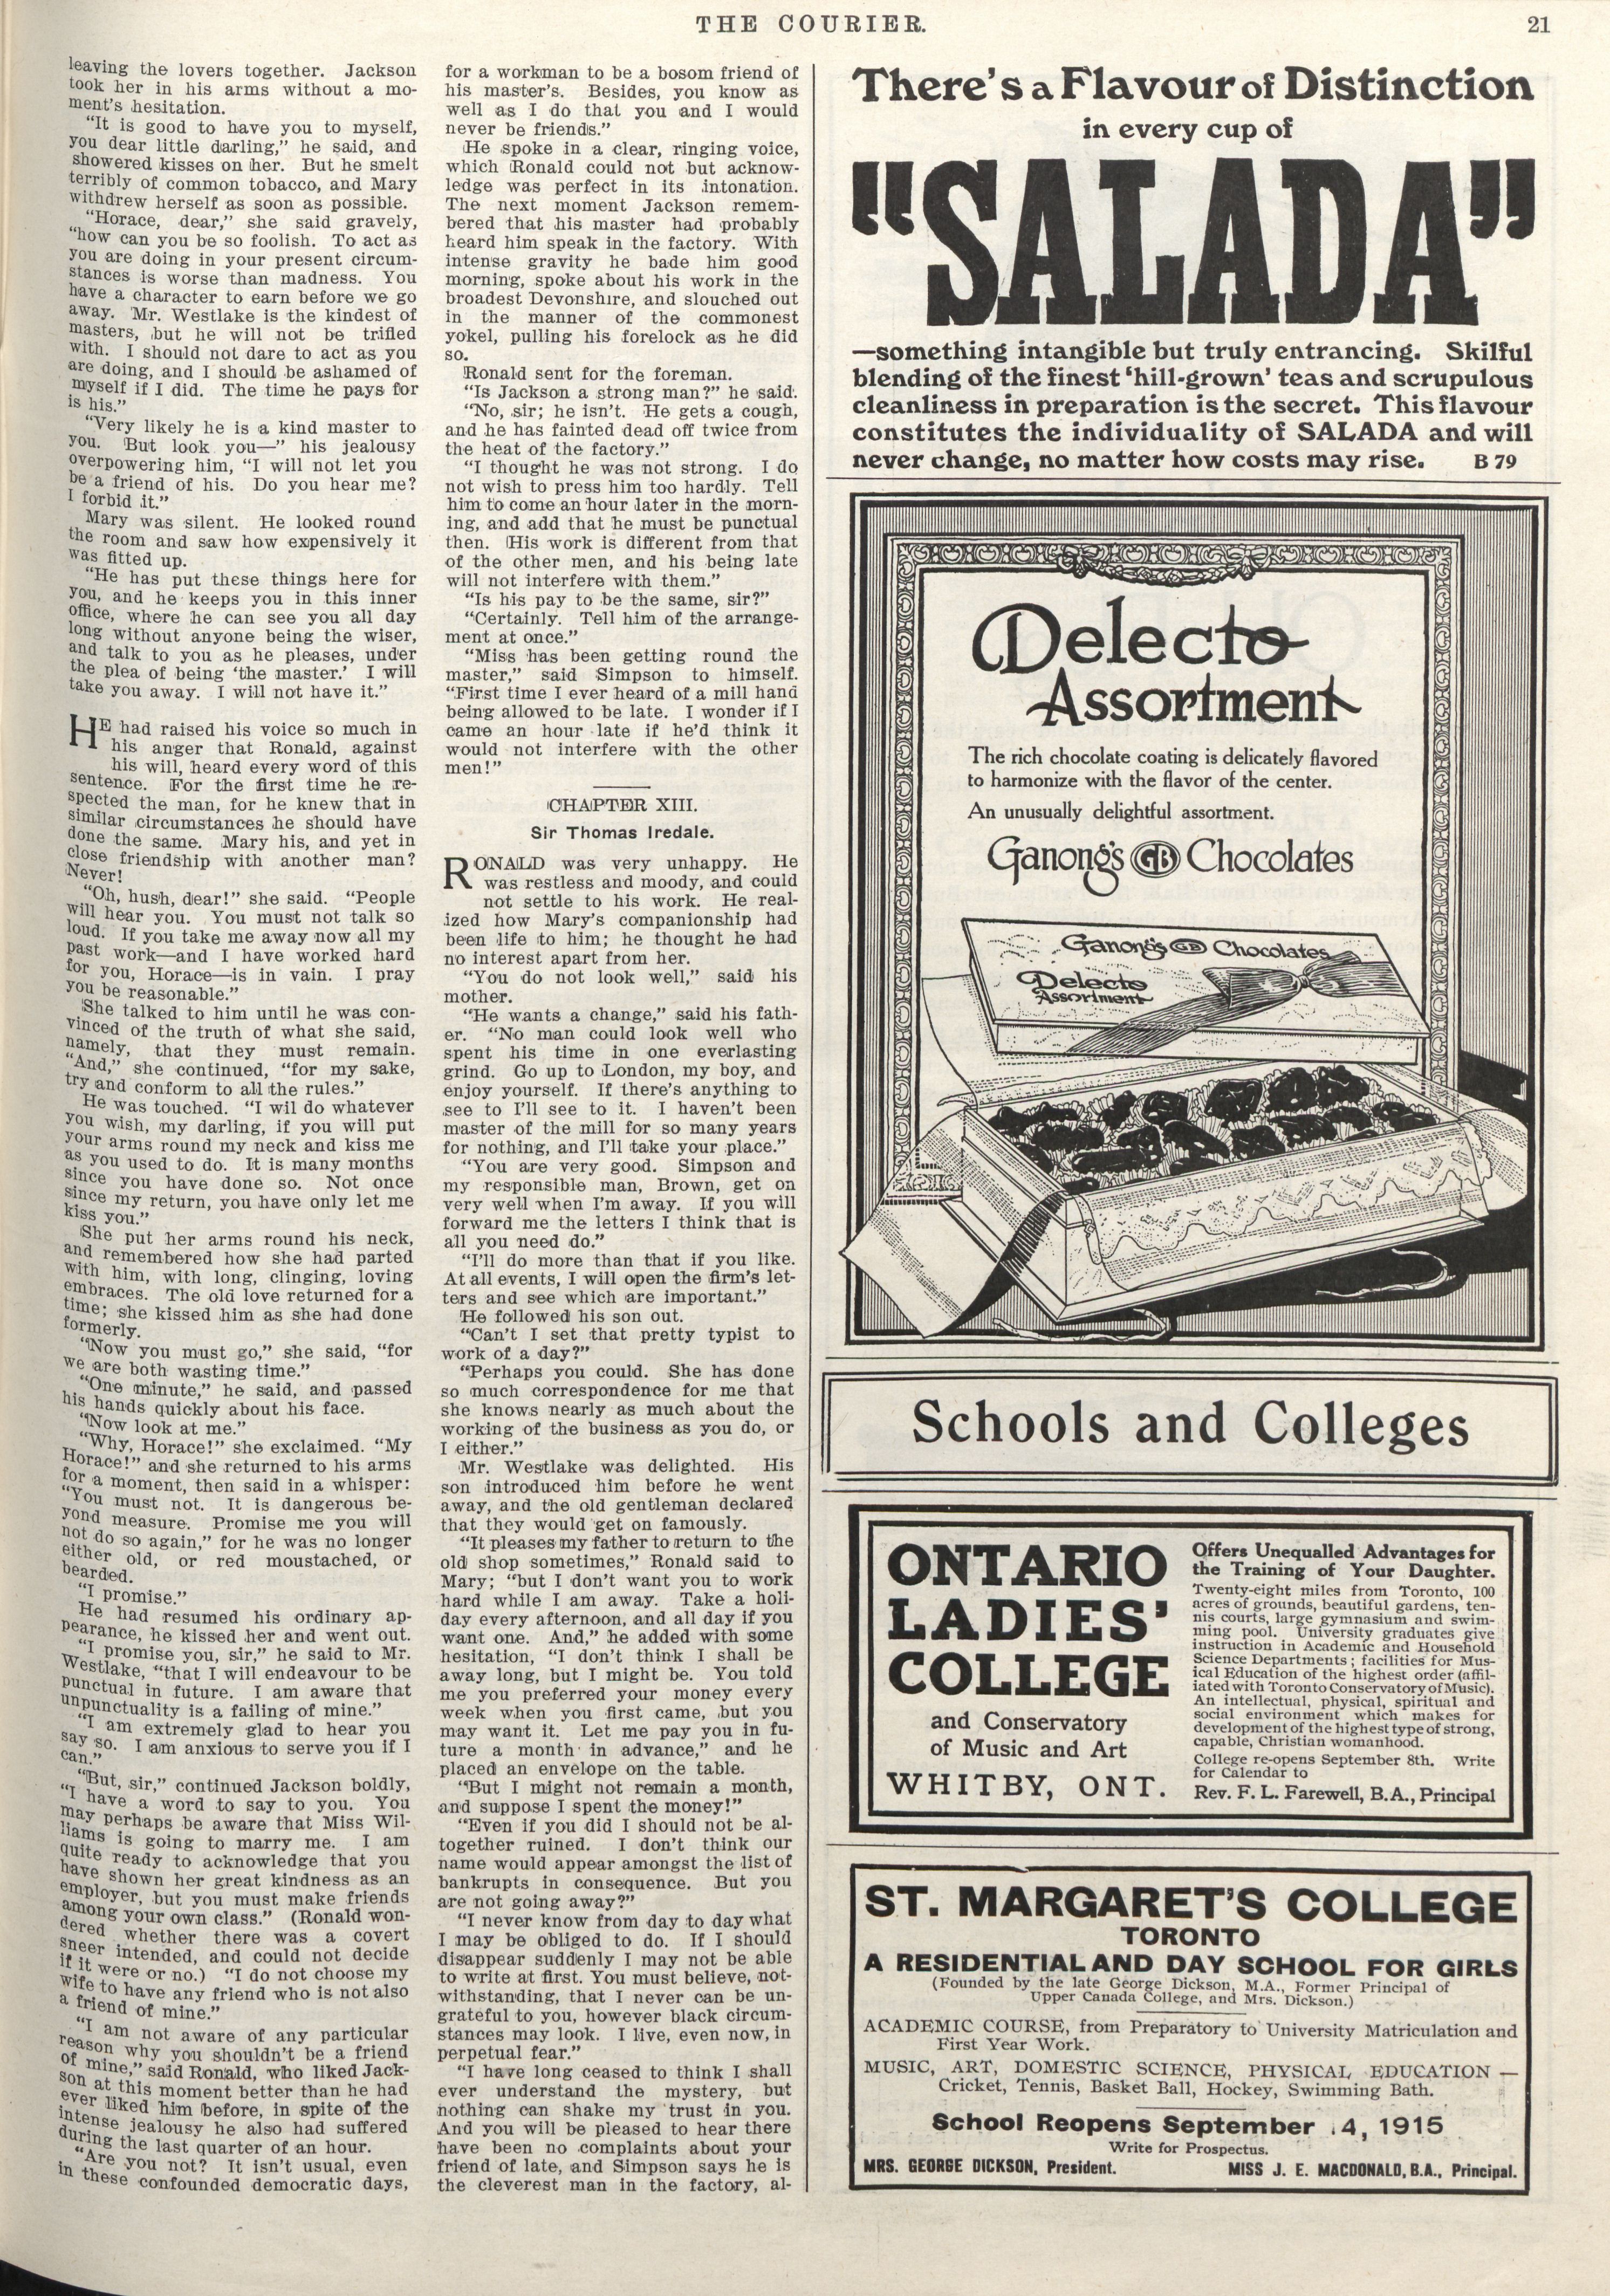 THE COURIER.
21
leaving the lovers together. Jackson
took her in his arms without a mo-
ment's hesitation.
"It is good to have you to myself,
you dear little darling," he said, and
showered kisses on her. But he smelt
terribly of common tobacco, and Mary
withdrew herself as soon as possible.
"Horace, dear," she said gravely,
"how can you be so foolish. To act as
you are doing in your present circum-
stances is worse than madness. You
have a character to earn before we go
away. Mr. Westlake is the kindest of
masters, but he will not be trifled
with. I should not dare to act as you
are doing, and I should be ashamed of
myself if I did. The time he pays for
is his."
"Very likely he is a kind master to
you. But look you—" his jealousy
overpowering him, "I will not let you
be a friend of his. Do you hear me?
I forbid it."
Mary was silent. He looked round
the room and saw how expensively it
was fitted up.
"He has put these things here for
you, and he keeps you in this inner
office, where he can see you all day
long without anyone being the wiser,
and talk to you as he pleases, under
the plea of being 'the master.' I will
take you away. I will not have it."
HE had raised his voice so much in
his anger that Ronald, against
his will, heard every word of this
sentence. For the first time he re-
spected the man, for he knew that in
similar circumstances he should have
done the same. Mary his, and yet in
close friendship with another man?
Never!
"Oh, hush, dear!" she said. "People
will hear you. You must not talk so
loud. If you take me away now all my
past work—and I have worked hard
for you, Horace—is in vain. I pray
you be reasonable."
She talked to him until he was con-
vinced of the truth of what she said,
namely, that they must remain.
"And," she continued, "for my sake,
try and conform to all the rules."
He was touched. "I wil do whatever
you wish, my darling, if you will put
your arms round my neck and kiss me
as you used to do. It is many months
since you have done so. Not once
since my return, you have only let me
kiss you."
She put her arms round his neck,
and remembered how she had parted
with him, with long, clinging, loving
embraces. The old love returned for a
time; she kissed him as she had done
formerly.
"Now you must go," she said, "for
we are both wasting time."
"One minute," he said, and passed
his hands quickly about his face.
"Now look at me."
"Why, Horace!" she exclaimed. "My
Horace!" and she returned to his arms
for a moment, then said in a whisper:
"You must not. It is dangerous be-
yond measure. Promise me you will
not do so again," for he was no longer
either old, or red moustached, or
bearded.
"I promise."
He had resumed his ordinary ap-
pearance, he kissed her and went out.
"I promise you, sir," he said to Mr.
Westlake, "that I will endeavour to be
punctual in future. I am aware that
unpunctuality is a failing of mine."
"I am extremely glad to hear you
say so. I am anxious to serve you if I
can."
"But, sir," continued Jackson boldly,
"I have a word to say to you. You
may perhaps be aware that Miss Wil-
liams is going to marry me. I am
quite ready to acknowledge that you
have shown her great kindness as an
employer, but you must make friends
among your own class." (Ronald won-
dered whether there was a covert
sneer intended, and could not decide
if it were or no.) "I do not choose my
wife to have any friend who is not also
a friend of mine."
"I am not aware of any particular
reason why you shouldn't be a friend
of mine," said Ronald, who liked Jack-
son at this moment better than he had
ever liked him before, in spite of the
intense jealousy he also had suffered
during the last quarter of an hour.
"Are you not? It isn't usual, even
in these confounded democratic days,
for a workman to be a bosom friend of
his master's. Besides, you know as
well as I do that you and I would
never be friends."
He spoke in a clear, ringing voice,
which Ronald could not but acknow-
ledge was perfect in its intonation.
The next moment Jackson remem-
bered that his master had probably
heard him speak in the factory. With
intense gravity he bade him good
morning, spoke about his work in the
broadest Devonshire, and slouched out
in the manner of the commonest
yokel, pulling his forelock as he did
so.
Ronald sent for the foreman.
"Is Jackson a strong man?" he said.
"No, sir; he isn't. He gets a cough,
and he has fainted dead off twice from
the heat of the factory."
"I thought he was not strong. I do
not wish to press him too hardly. Tell
him to come an hour later in the morn-
ing, and add that he must be punctual
then. His work is different from that
of the other men, and his being late
will not interfere with them."
"Is his pay to be the same, sir?"
"Certainly. Tell him of the arrange-
ment at once."
"Miss has been getting round the
master," said Simpson to himself.
"First time I ever heard of a mill hand
being allowed to be late. I wonder if I
came an hour late if he'd think it
would not interfere with the other
men!"
CHAPTER XIII.
Sir Thomas Iredale.
RONALD was very unhappy. He
was restless and moody, and could
not settle to his work. He real-
ized how Mary's companionship had
been life to him; he thought he had
no interest apart from her.
"You do not look well," said his
mother.
"He wants a change," said his fath-
er. "No man could look well who
spent his time in one everlasting
grind. Go up to London, my boy, and
enjoy yourself. If there's anything to
see to I'll see to it. I haven't been
master of the mill for so many years
for nothing, and I'll take your place."
"You are very good. Simpson and
my responsible man, Brown, get on
very well when I'm away. If you will
forward me the letters I think that is
all you need do."
"I'll do more than that if you like.
At all events, I will open the firm's let-
ters and see which are important."
He followed his son out.
"Can't I set that pretty typist to
work of a day?"
"Perhaps you could. She has done
so much correspondence for me that
she knows nearly as much about the
working of the business as you do, or
I either."
Mr. Westlake was delighted. His
son introduced him before he went
away, and the old gentleman declared
that they would get on famously.
"It pleases my father to return to the
old shop sometimes," Ronald said to
Mary; "but I don't want you to work
hard while I am away. Take a holi-
day every afternoon, and all day if you
want one. And," he added with some
hesitation, "I don't think I shall be
away long, but I might be. You told
me you preferred your money every
week when you first came, but you
may want it. Let me pay you in fu-
ture a month in advance," and he
placed an envelope on the table.
"But I might not remain a month,
and suppose I spent the money!"
"Even if you did I should not be al-
together ruined. I don't think our
name would appear amongst the list of
bankrupts in consequence. But you
are not going away?"
"I never know from day to day what
I may be obliged to do. If I should
disappear suddenly I may not be able
to write at first. You must believe, not-
withstanding, that I never can be un-
grateful to you, however black circum-
stances may look. I live, even now, in
perpetual fear."
"I have long ceased to think I shall
ever understand the mystery, but
nothing can shake my trust in you.
And you will be pleased to hear there
have been no complaints about your
friend of late, and Simpson says he is
the cleverest man in the factory, al-
There's a Flavour of Distinction
in every cup of
"SALADA"
—something intangible but truly entrancing. Skilful
blending of the finest 'hill-grown' teas and scrupulous
cleanliness in preparation is the secret. This flavour
constitutes the individuality of SALADA and will
never change, no matter how costs may rise. B 79
Delecto
Assortment
The rich chocolate coating is delicately flavored
to harmonize with the flavor of the center.
An unusually delightful assortment.
Ganong's GB Chocolates
Ganong's GB Chocolates
Delecto
Assortment
Schools and Colleges
ONTARIO
LADIES'
COLLEGE
and Conservatory
of Music and Art
WHITBY, ONT.
Offers Unequalled Advantages for
the Training of Your Daughter.
Twenty-eight miles from Toronto, 100
acres of grounds, beautiful gardens, ten-
nis courts, large gymnasium and swim-
ming pool. University graduates give
instruction in Academic and Household
Science Departments; facilities for Mus-
ical Education of the highest order (affil-
iated with Toronto Conservatory of Music).
An intellectual, physical, spiritual and
social environment which makes for
development of the highest type of strong,
capable, Christian womanhood.
College re-opens September 8th. Write
for Calendar to
Rev. F. L. Farewell, B.A., Principal
ST. MARGARET'S COLLEGE
TORONTO
A RESIDENTIAL AND DAY SCHOOL FOR GIRLS
(Founded by the late George Dickson, M.A., Former Principal of
Upper Canada College, and Mrs. Dickson.)
ACADEMIC COURSE, from Preparatory to University Matriculation and
First Year Work.
MUSIC, ART, DOMESTIC SCIENCE, PHYSICAL EDUCATION —
Cricket, Tennis, Basket Ball, Hockey, Swimming Bath.
School Reopens September 4, 1915
Write for Prospectus.
MRS. GEORGE DICKSON, President. MISS J. E. MACDONALD, B.A., Principal.